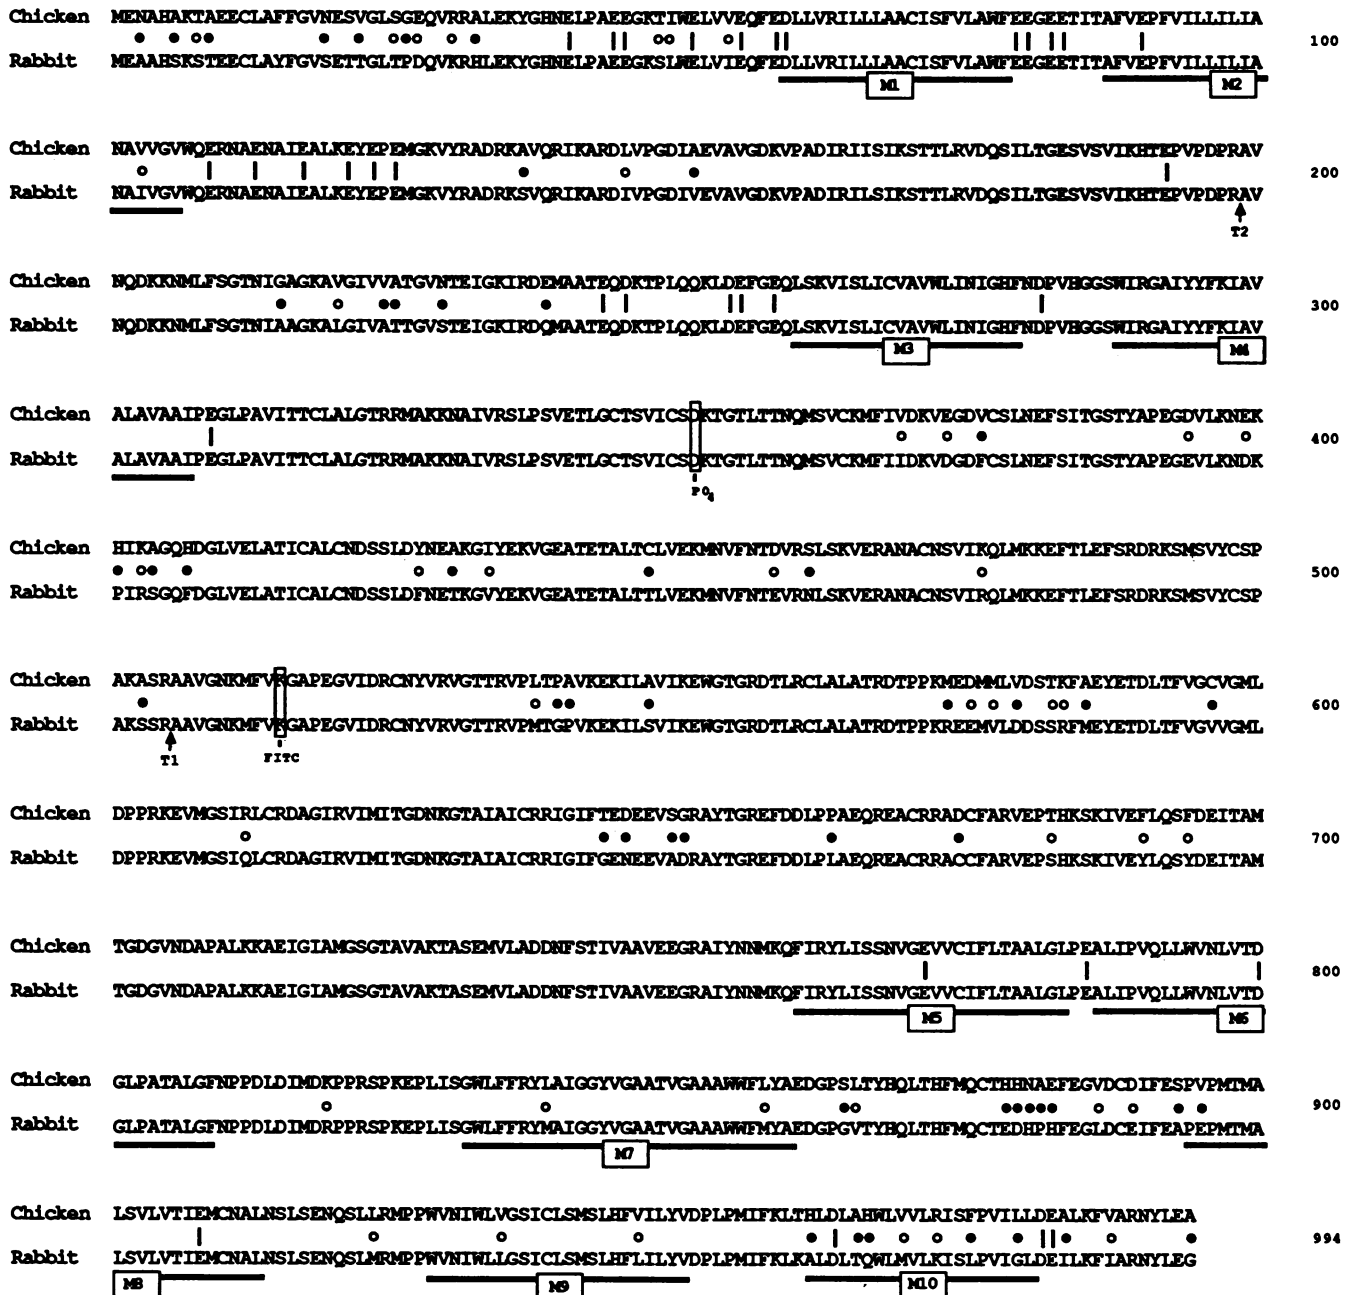 Chicken MENAHAKTAEECLAFFGVNESVGLSGEQVRRALEKYGHNELPAEEGKTIWELVVEQFEDLLVRILLLAACISFVLAWFEEGEETITAFVEPFVILLILIA
100
Rabbit MEAAHSKSTEECLAYFGVSETTGLTPDQVKRHLEKYGHNELPAEEGKSLWELVIEQFEDLLVRILLLAACISFVLAWFEEGEETITAFVEPFVILLILIA
M1 M2
Chicken NAVVGVWQERNAENAIEALKEYEPEMGKVYRADRKAVQRIKARDLVPGDIAEVAVGDKVPADIRIISIKSTTLRVDQSILTGESVSVIKHTEPVPDPRAV
200
Rabbit NAIVGVWQERNAENAIEALKEYEPEMGKVYRADRKSVQRIKARDIVPGDIVEVAVGDKVPADIRILSIKSTTLRVDQSILTGESVSVIKHTEPVPDPRAV
T2
Chicken NQDKKNMLFSGTNIGAGKAVGIVVATGVNTEIGKIRDEMAATEQDKTPLQQKLDEFGEQLSKVISLICVAVWLINIGHFNDPVHGGSWIRGAIYYFKIAV
300
Rabbit NQDKKNMLFSGTNIAAGKALGIVATTGVSTEIGKIRDQMAATEQDKTPLQQKLDEFGEQLSKVISLICVAVWLINIGHFNDPVHGGSWIRGAIYYFKIAV
M3 M4
Chicken ALAVAAIPEGLPAVITTCLALGTRRMAKKNAIVRSLPSVETLGCTSVICSDKTGTLTTNQMSVCKMFIVDKVEGDVCSLNEFSITGSTYAPEGDVLKNEK
400
Rabbit ALAVAAIPEGLPAVITTCLALGTRRMAKKNAIVRSLPSVETLGCTSVICSDKTGTLTTNQMSVCKMFIIDKVDGDFCSLNEFSITGSTYAPEGEVLKNDK
PO4
Chicken HIKAGQHDGLVELATICALCNDSSLDYNEAKGIYEKVGEATETALTCLVEKMNVFNTDVRSLSKVERANACNSVIKQLMKKEFTLEFSRDRKSMSVYCSP
500
Rabbit PIRSGQFDGLVELATICALCNDSSLDFNETKGVYEKVGEATETALTTLVEKMNVFNTEVRNLSKVERANACNSVIRQLMKKEFTLEFSRDRKSMSVYCSP
Chicken AKASRAAVGNKMFVKGAPEGVIDRCNYVRVGTTRVPLTPAVKEKILAVIKEWGTGRDTLRCLALATRDTPPKMEDMMLVDSTKFAEYETDLTFVGCVGML
600
Rabbit AKSSRAAVGNKMFVKGAPEGVIDRCNYVRVGTTRVPMTGPVKEKILSVIKEWGTGRDTLRCLALATRDTPPKREEMVLDDSSRFMEYETDLTFVGVVGML
T1 FITC
Chicken DPPRKEVMGSIRLCRDAGIRVIMITGDNKGTAIAICRRIGIFTEDEEVSGRAYTGREFDDLPPAEQREACRRADCFARVEPTHKSKIVEFLQSFDEITAM
700
Rabbit DPPRKEVMGSIQLCRDAGIRVIMITGDNKGTAIAICRRIGIFGENEEVADRAYTGREFDDLPLAEQREACRRACCFARVEPSHKSKIVEYLQSYDEITAM
Chicken TGDGVNDAPALKKAEIGIAMGSGTAVAKTASEMVLADDNFSTIVAAVEEGRAIYNNMKQFIRYLISSNVGEVVCIFLTAALGLPEALIPVQLLWVNLVTD
800
Rabbit TGDGVNDAPALKKAEIGIAMGSGTAVAKTASEMVLADDNFSTIVAAVEEGRAIYNNMKQFIRYLISSNVGEVVCIFLTAALGLPEALIPVQLLWVNLVTD
M5 M6
Chicken GLPATALGFNPPDLDIMDKPPRSPKEPLISGWLFFRYLAIGGYVGAATVGAAAWWFLYAEDGPSLTYHQLTHFMQCTHHNAEFEGVDCDIFESPVPMTMA
900
Rabbit GLPATALGFNPPDLDIMDRPPRSPKEPLISGWLFFRYMAIGGYVGAATVGAAAWWFMYAEDGPGVTYHQLTHFMQCTEDHPHFEGLDCEIFEAPEPMTMA
M7
Chicken LSVLVTIEMCNALNSLSENQSLLRMPPWVNIWLVGSICLSMSLHFVILYVDPLPMIFKLTHLDLAHWLVVLRISFPVILLDEALKFVARNYLEA
994
Rabbit LSVLVTIEMCNALNSLSENQSLMRMPPWVNIWLLGSICLSMSLHFLILYVDPLPMIFKLKALDLTQWLMVLKISLPVIGLDEILKFIARNYLEG
M8 M9 M10